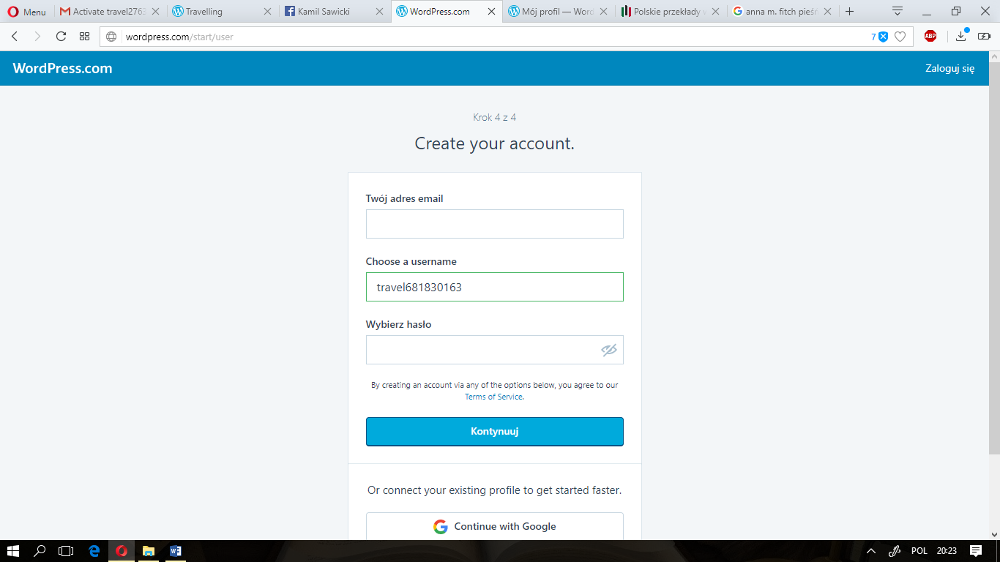 Menu
Activate travel2763
Travelling
Kamil Sawicki
WordPress.com
Mój profil — Word
Polskie przekłady w
anna m. fitch pieśń
wordpress.com/start/user
7
ABP
WordPress.com
Zaloguj się
Krok 4 z 4
Create your account.
Twój adres email
Choose a username
travel681830163
Wybierz hasło
By creating an account via any of the options below, you agree to our
Terms of Service.
Kontynuuj
Or connect your existing profile to get started faster.
Continue with Google
POL
20:23